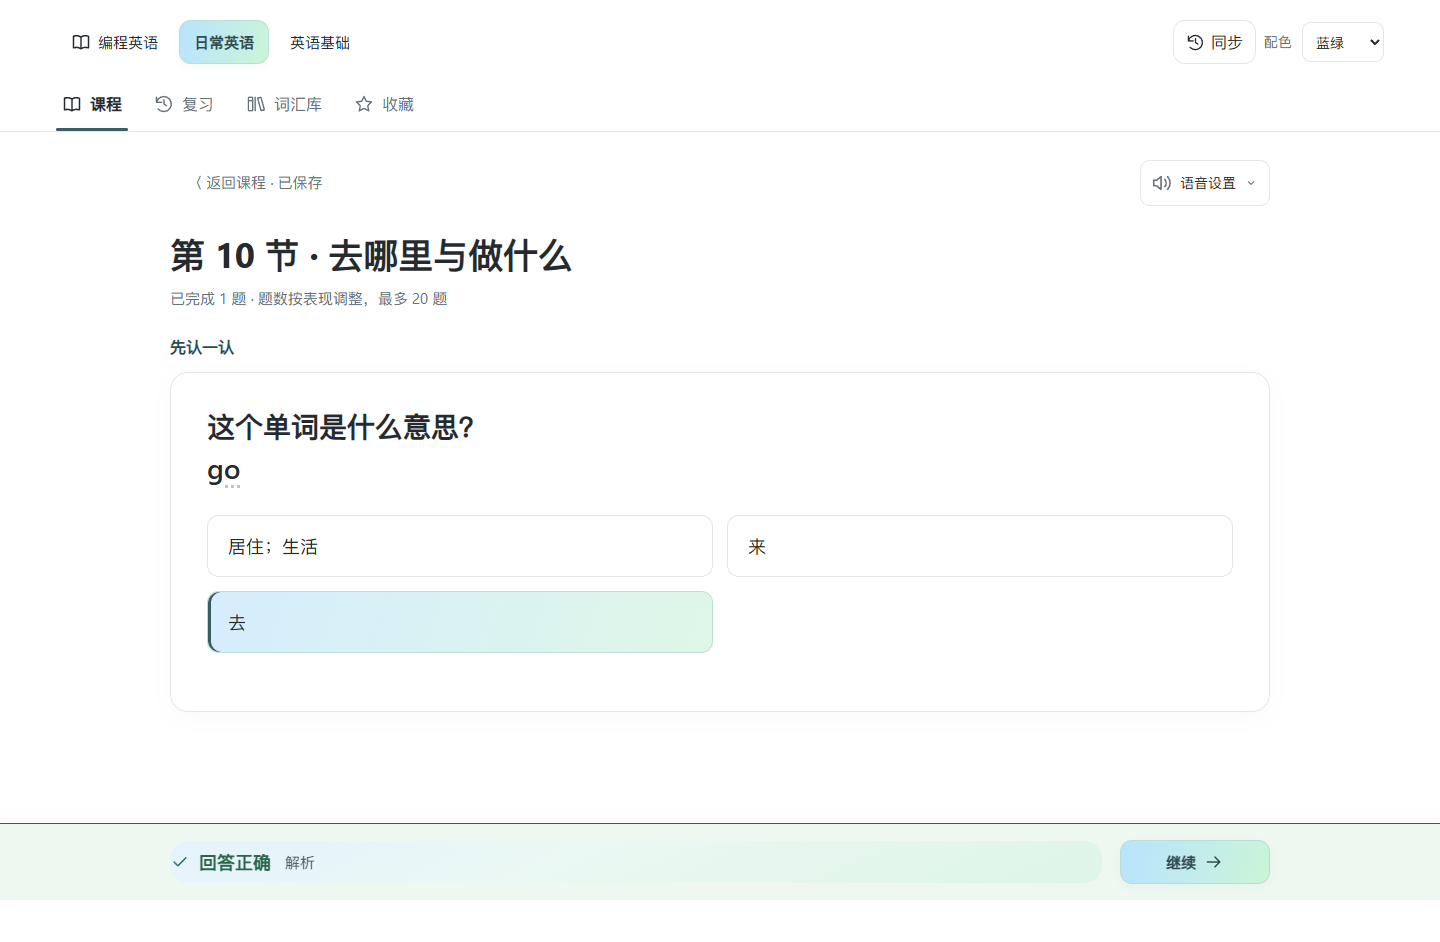 编程英语 日常英语 英语基础 同步 配色 蓝绿
课程 复习 词汇库 收藏
〈 返回课程 · 已保存 语音设置
第 10 节 · 去哪里与做什么
已完成 1 题 · 题数按表现调整，最多 20 题
先认一认
这个单词是什么意思?
go
居住；生活 来
去
回答正确 解析 继续